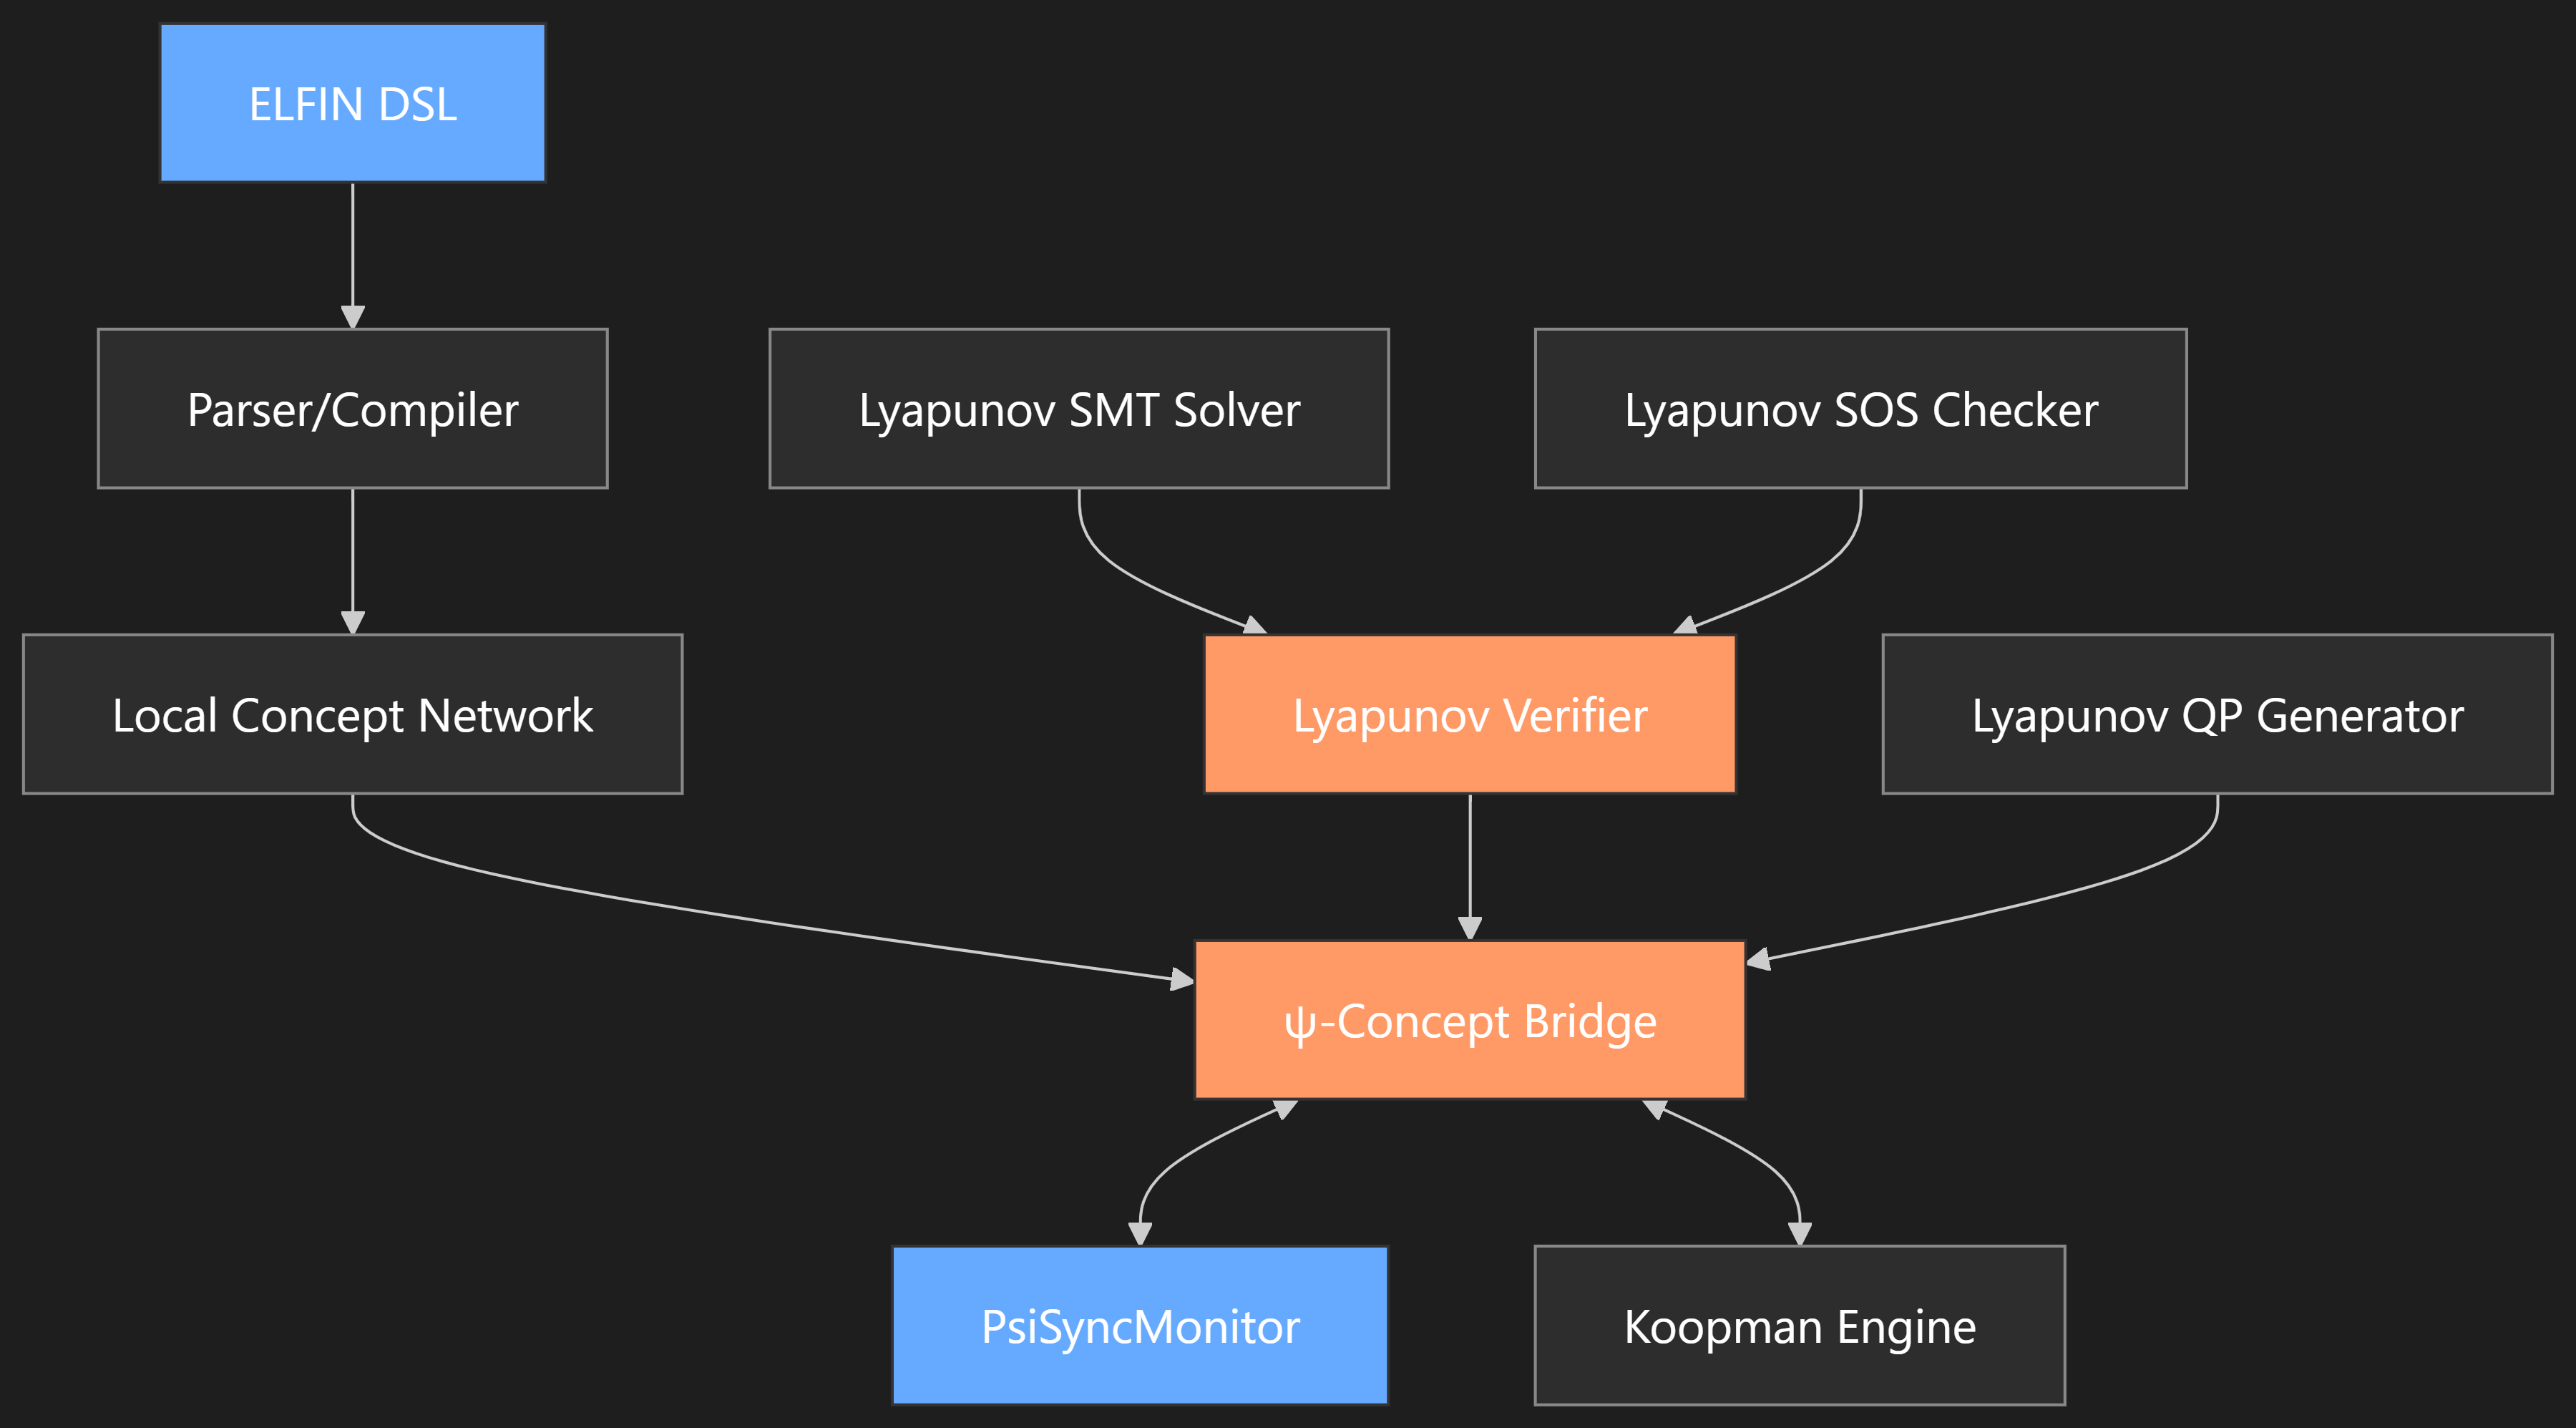 ELFIN DSL
Parser/Compiler
Lyapunov SMT Solver
Lyapunov SOS Checker
Local Concept Network
Lyapunov Verifier
Lyapunov QP Generator
ψ-Concept Bridge
PsiSyncMonitor
Koopman Engine